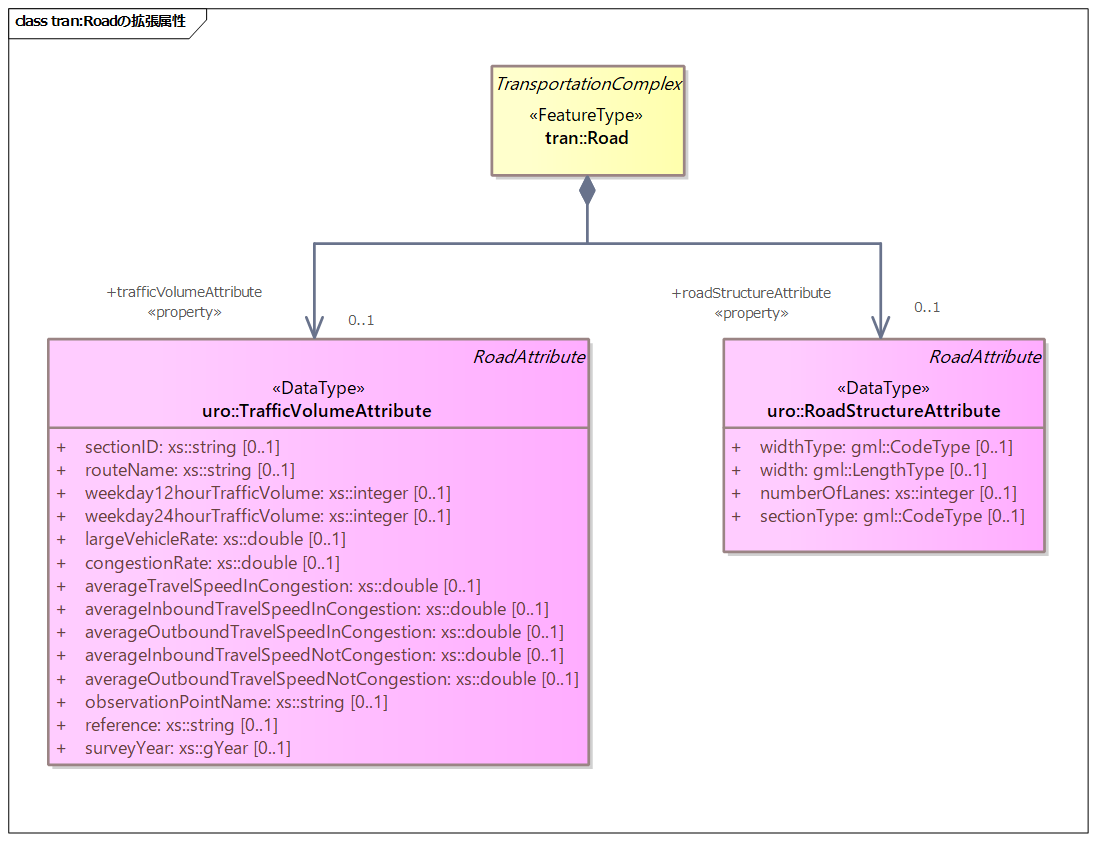 class tran:Roadの拡張属性
TransportationComplex
«FeatureType»
tran::Road
+trafficVolumeAttribute
«property»
0..1
+roadStructureAttribute
«property»
0..1
RoadAttribute
«DataType»
uro::TrafficVolumeAttribute
+ sectionID: xs::string [0..1]
+ routeName: xs::string [0..1]
+ weekday12hourTrafficVolume: xs::integer [0..1]
+ weekday24hourTrafficVolume: xs::integer [0..1]
+ largeVehicleRate: xs::double [0..1]
+ congestionRate: xs::double [0..1]
+ averageTravelSpeedInCongestion: xs::double [0..1]
+ averageInboundTravelSpeedInCongestion: xs::double [0..1]
+ averageOutboundTravelSpeedInCongestion: xs::double [0..1]
+ averageInboundTravelSpeedNotCongestion: xs::double [0..1]
+ averageOutboundTravelSpeedNotCongestion: xs::double [0..1]
+ observationPointName: xs::string [0..1]
+ reference: xs::string [0..1]
+ surveyYear: xs::gYear [0..1]
RoadAttribute
«DataType»
uro::RoadStructureAttribute
+ widthType: gml::CodeType [0..1]
+ width: gml::LengthType [0..1]
+ numberOfLanes: xs::integer [0..1]
+ sectionType: gml::CodeType [0..1]